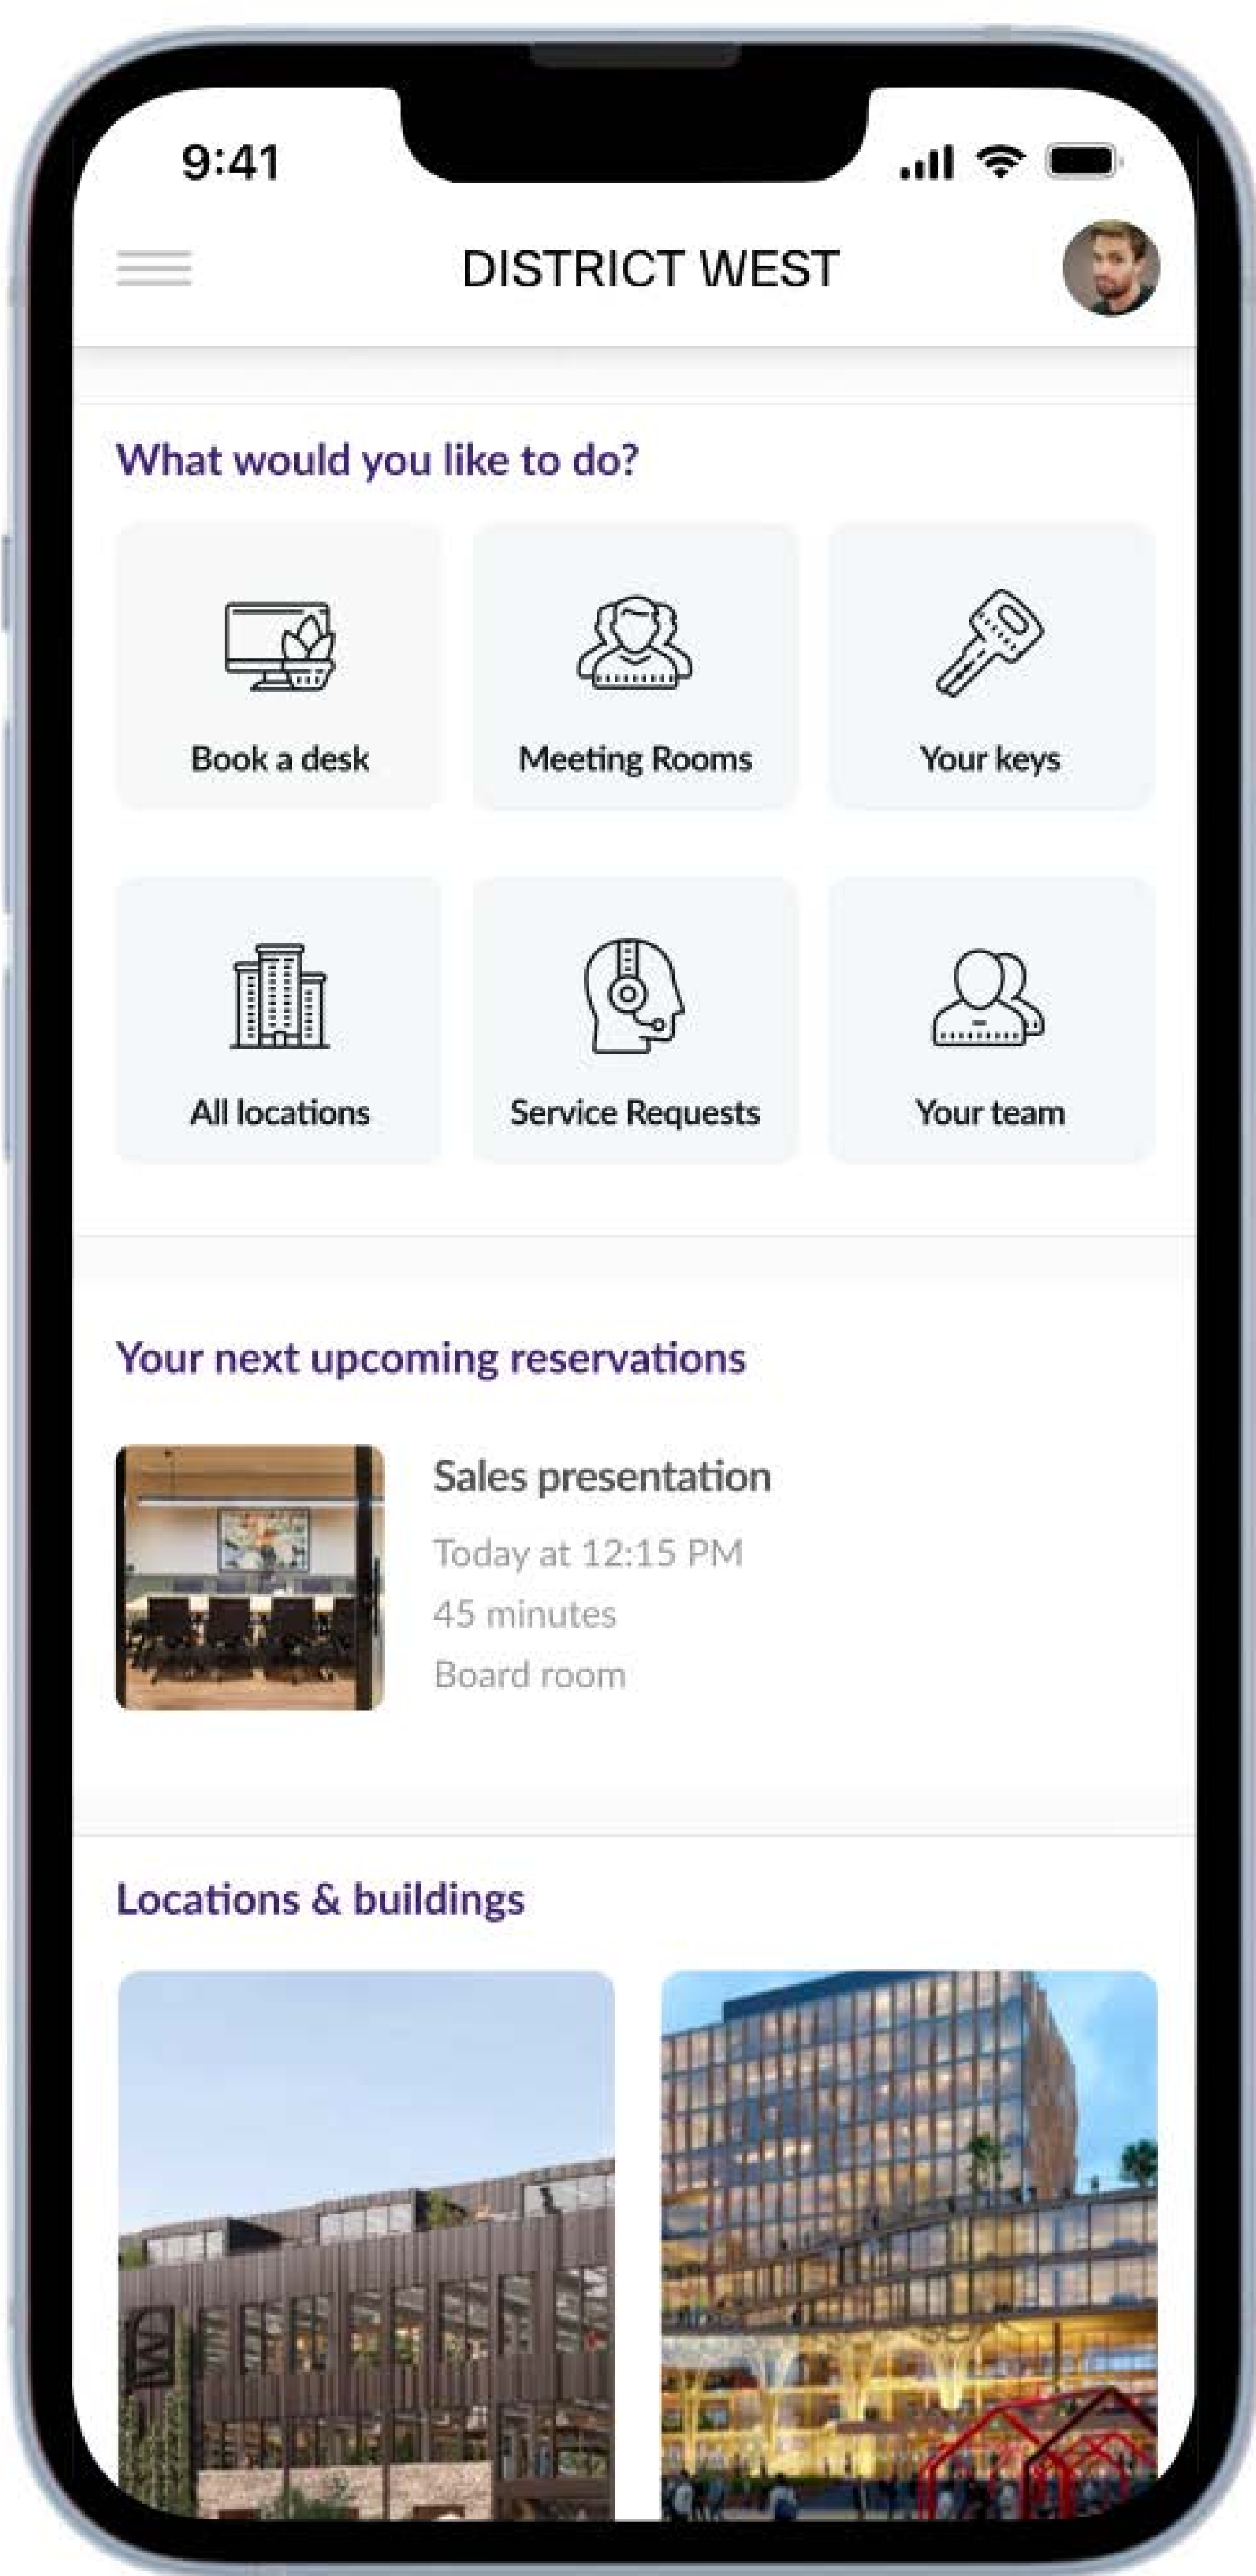 9:41
DISTRICT WEST
What would you like to do?
Book a desk
Meeting Rooms
Your keys
All locations
Service Requests
Your team
Your next upcoming reservations
Sales presentation
Today at 12:15 PM
45 minutes
Board room
Locations & buildings